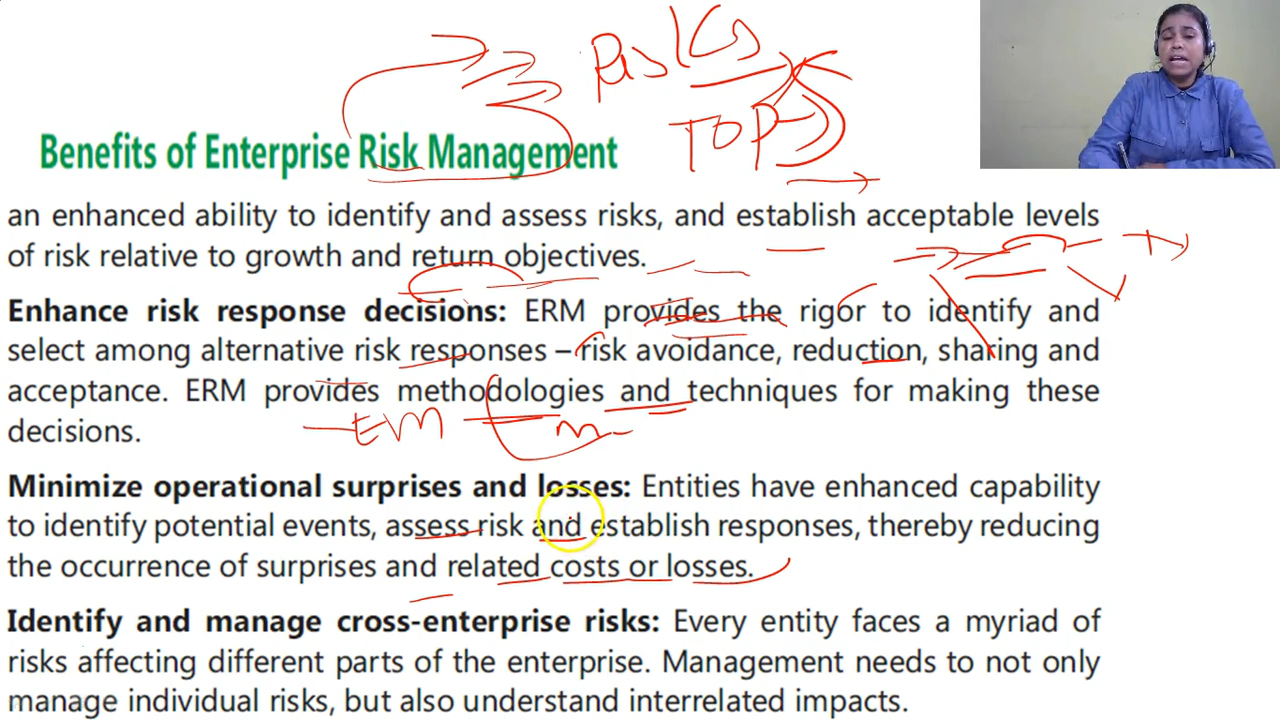 Risks
TOP
Benefits of Enterprise Risk Management
an enhanced ability to identify and assess risks, and establish acceptable levels
of risk relative to growth and return objectives.
Enhance risk response decisions: ERM provides the rigor to identify and
select among alternative risk responses – risk avoidance, reduction, sharing and
acceptance. ERM provides methodologies and techniques for making these
decisions.
Minimize operational surprises and losses: Entities have enhanced capability
to identify potential events, assess risk and establish responses, thereby reducing
the occurrence of surprises and related costs or losses.
Identify and manage cross-enterprise risks: Every entity faces a myriad of
risks affecting different parts of the enterprise. Management needs to not only
manage individual risks, but also understand interrelated impacts.